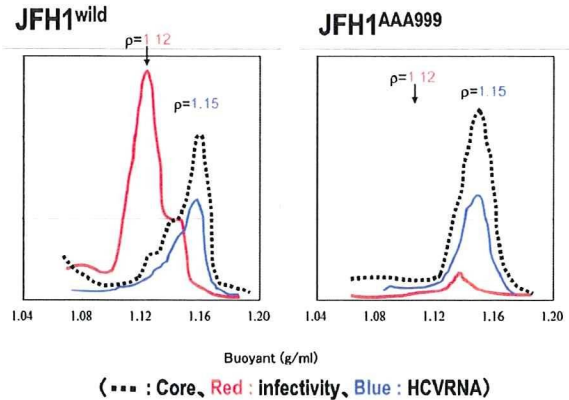 JFH1wild
JFH1AAA999
ρ=1.12
ρ=1.15
ρ=1.12
ρ=1.15
1.04 1.08 1.12 1.16 1.20
1.04 1.08 1.12 1.16 1.20
Buoyant (g/ml)
( ▪▪▪ : Core、Red : infectivity、Blue : HCVRNA)